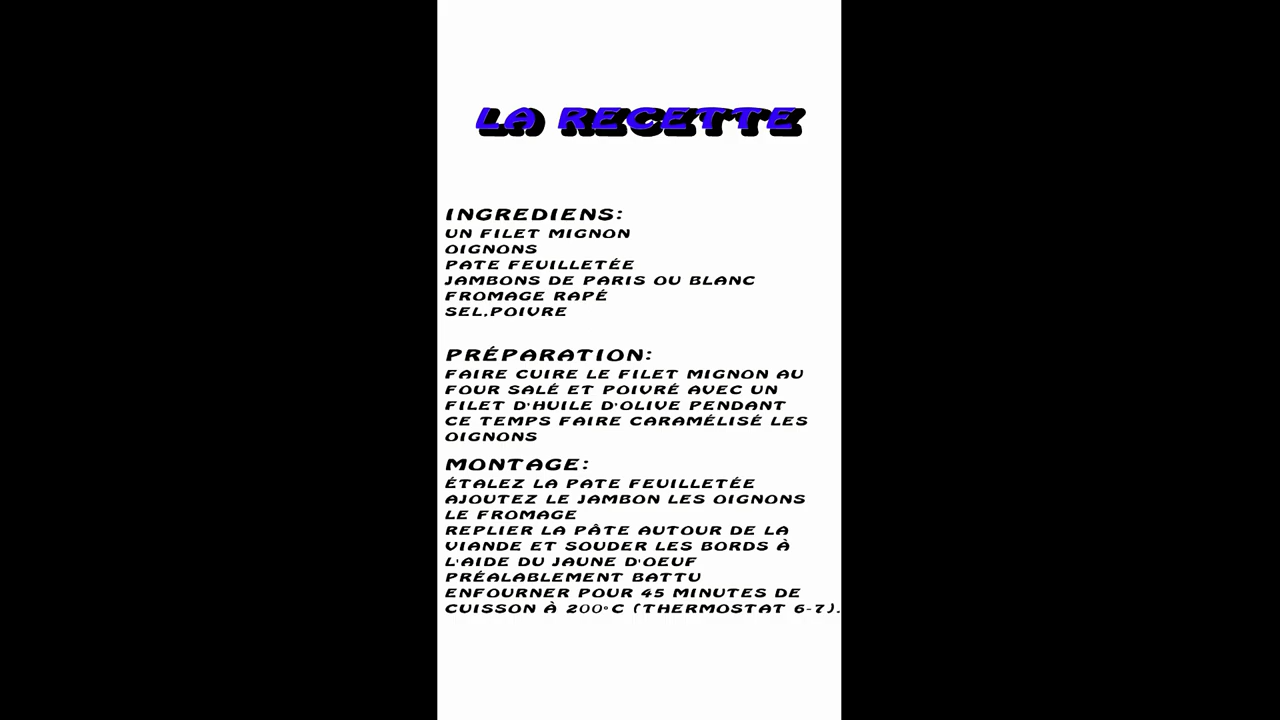 LA RECETTE
INGREDIENS:
UN FILET MIGNON
OIGNONS
PATE FEUILLETÉE
JAMBONS DE PARIS OU BLANC
FROMAGE RAPÉ
SEL,POIVRE
PRÉPARATION:
FAIRE CUIRE LE FILET MIGNON AU
FOUR SALÉ ET POIVRÉ AVEC UN
FILET D'HUILE D'OLIVE PENDANT
CE TEMPS FAIRE CARAMÉLISÉ LES
OIGNONS
MONTAGE:
ÉTALEZ LA PATE FEUILLETÉE
AJOUTEZ LE JAMBON LES OIGNONS
LE FROMAGE
REPLIER LA PÂTE AUTOUR DE LA
VIANDE ET SOUDER LES BORDS À
L'AIDE DU JAUNE D'OEUF
PRÉALABLEMENT BATTU
ENFOURNER POUR 45 MINUTES DE
CUISSON À 200°C (THERMOSTAT 6-7).